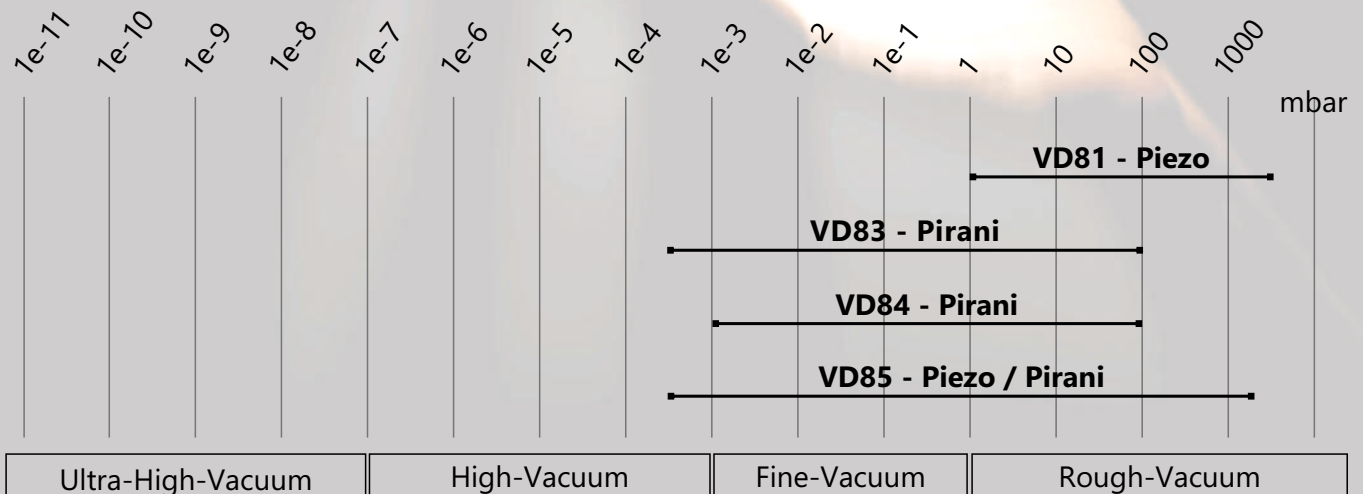 1e-11 1e-10 1e-9 1e-8 1e-7 1e-6 1e-5 1e-4 1e-3 1e-2 1e-1 1 10 100 1000
mbar
VD81 - Piezo
VD83 - Pirani
VD84 - Pirani
VD85 - Piezo / Pirani
Ultra-High-Vacuum High-Vacuum Fine-Vacuum Rough-Vacuum